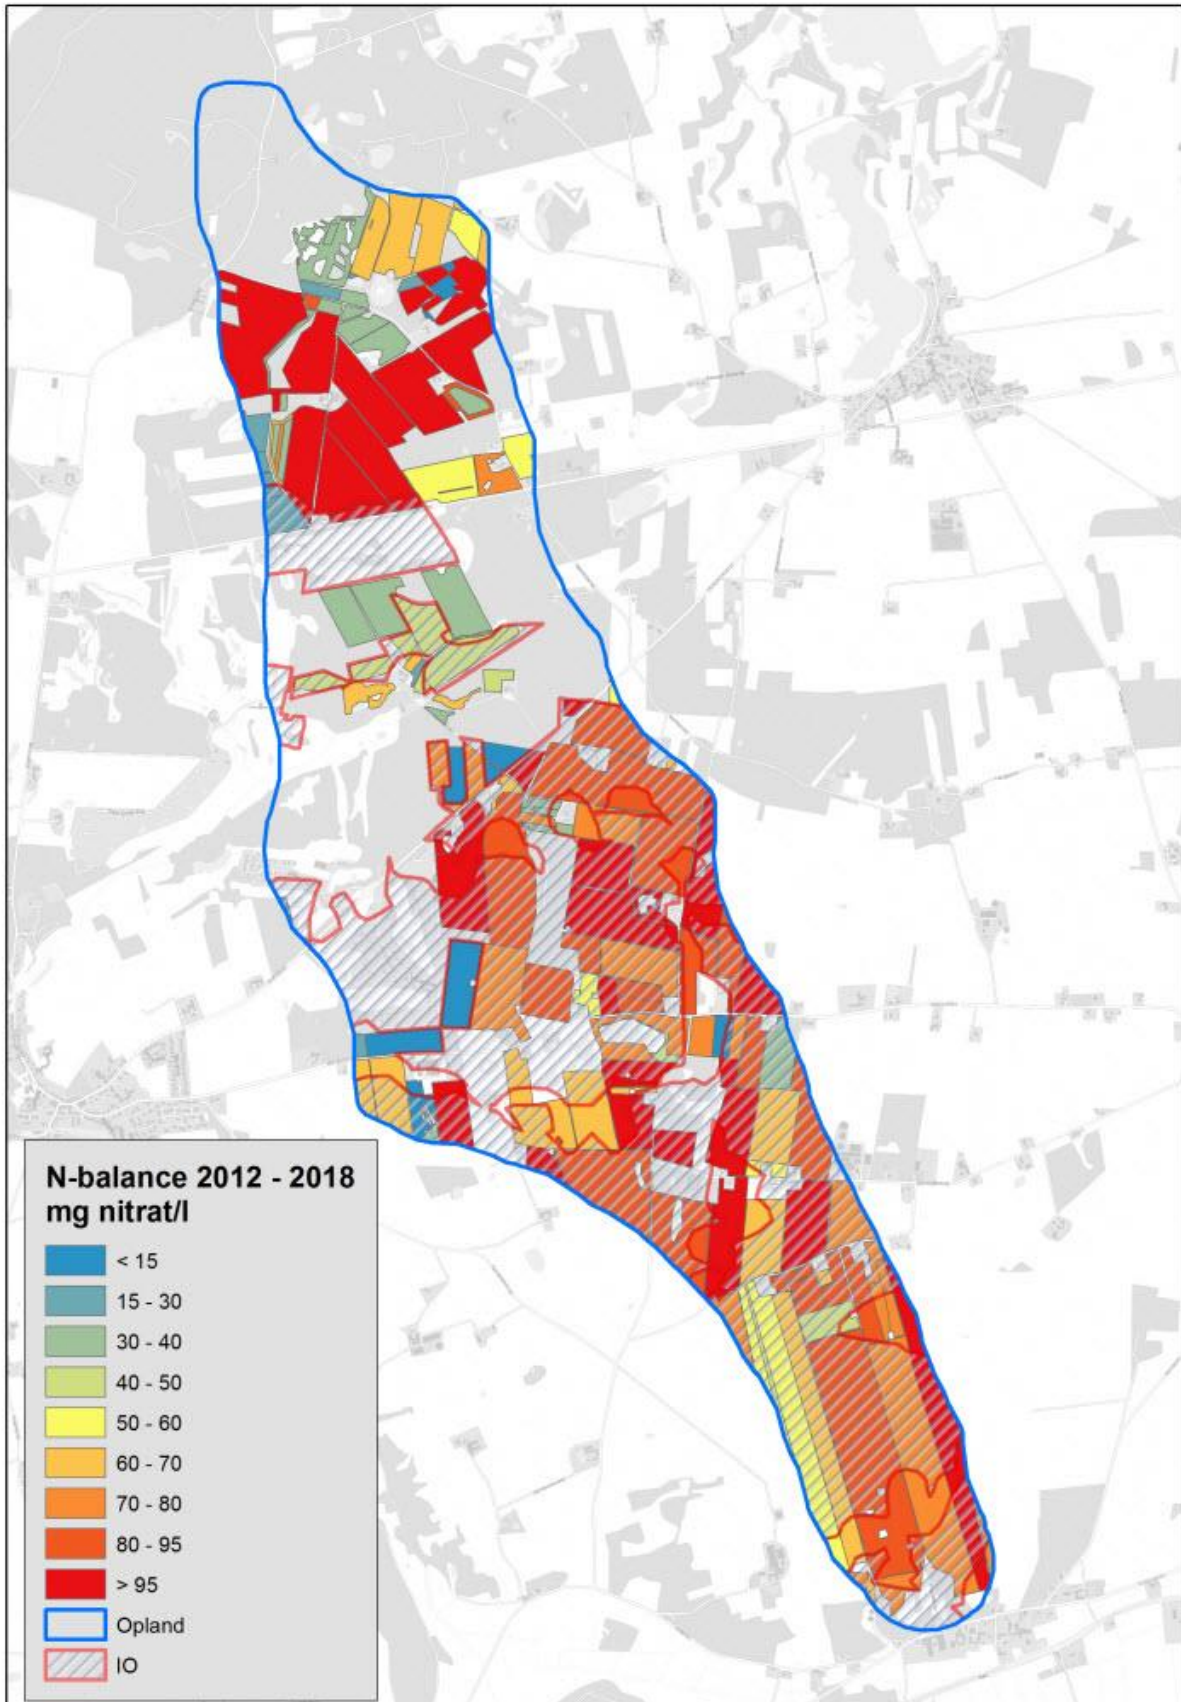 N-balance 2012 - 2018
mg nitrat/l
< 15
15 - 30
30 - 40
40 - 50
50 - 60
60 - 70
70 - 80
80 - 95
> 95
Opland
IO